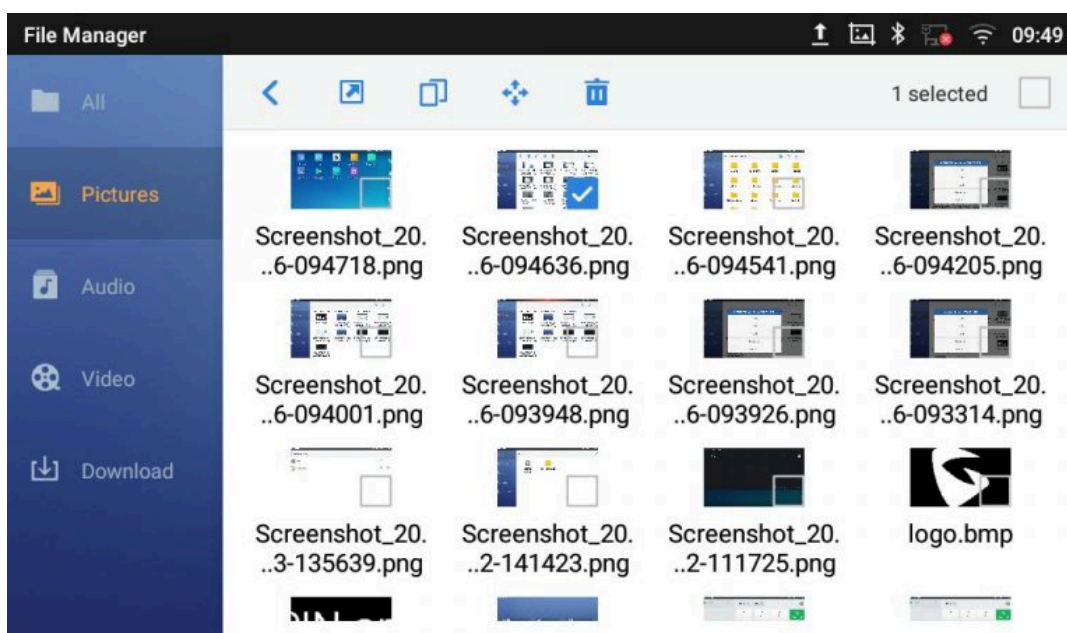 File Manager
09:49
All
1 selected
Pictures
Screenshot_20. Screenshot_20. Screenshot_20. Screenshot_20.
..6-094718.png ..6-094636.png ..6-094541.png ..6-094205.png
Audio
Screenshot_20. Screenshot_20. Screenshot_20. Screenshot_20.
..6-094001.png ..6-093948.png ..6-093926.png ..6-093314.png
Video
Download
Screenshot_20. Screenshot_20. Screenshot_20. logo.bmp
..3-135639.png ..2-141423.png ..2-111725.png